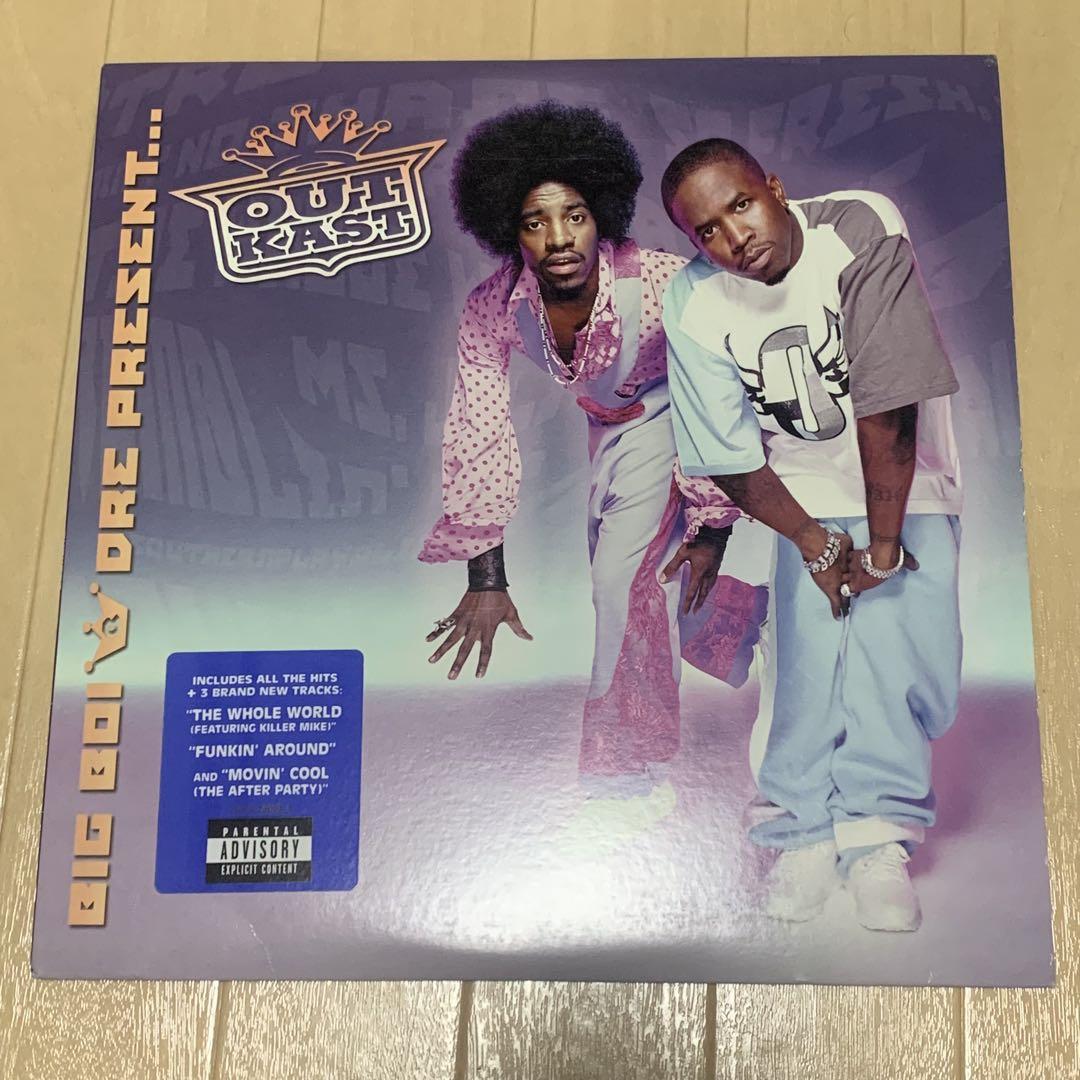 BIG BOI & DRE PRESENT...
OUT
KAST
INCLUDES ALL THE HITS
+ 3 BRAND NEW TRACKS:
"THE WHOLE WORLD
(FEATURING KILLER MIKE)"
"FUNKIN' AROUND"
AND "MOVIN' COOL
(THE AFTER PARTY)"
PARENTAL
ADVISORY
EXPLICIT CONTENT